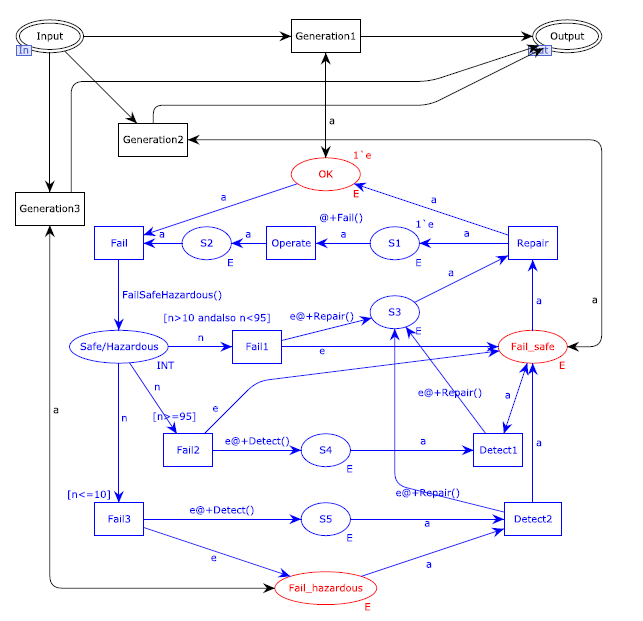 Input
In
Generation1
Output
a
Generation2
1`e
OK
E
Generation3
a
a
Fail
a
S2
E
a
Operate
@+Fail()
a
1`e
S1
E
a
Repair
FailSafeHazardous()
a
a
a
[n>10 andalso n<95]
e@+Repair()
S3
E
Safe/Hazardous
INT
n
Fail1
e
Fail_safe
E
n
e
e@+Repair()
a
n
[n>=95]
Fail2
e@+Detect()
S4
E
a
Detect1
a
a
[n<=10]
e@+Repair()
Fail3
e@+Detect()
S5
E
a
Detect2
e
a
Fail_hazardous
E